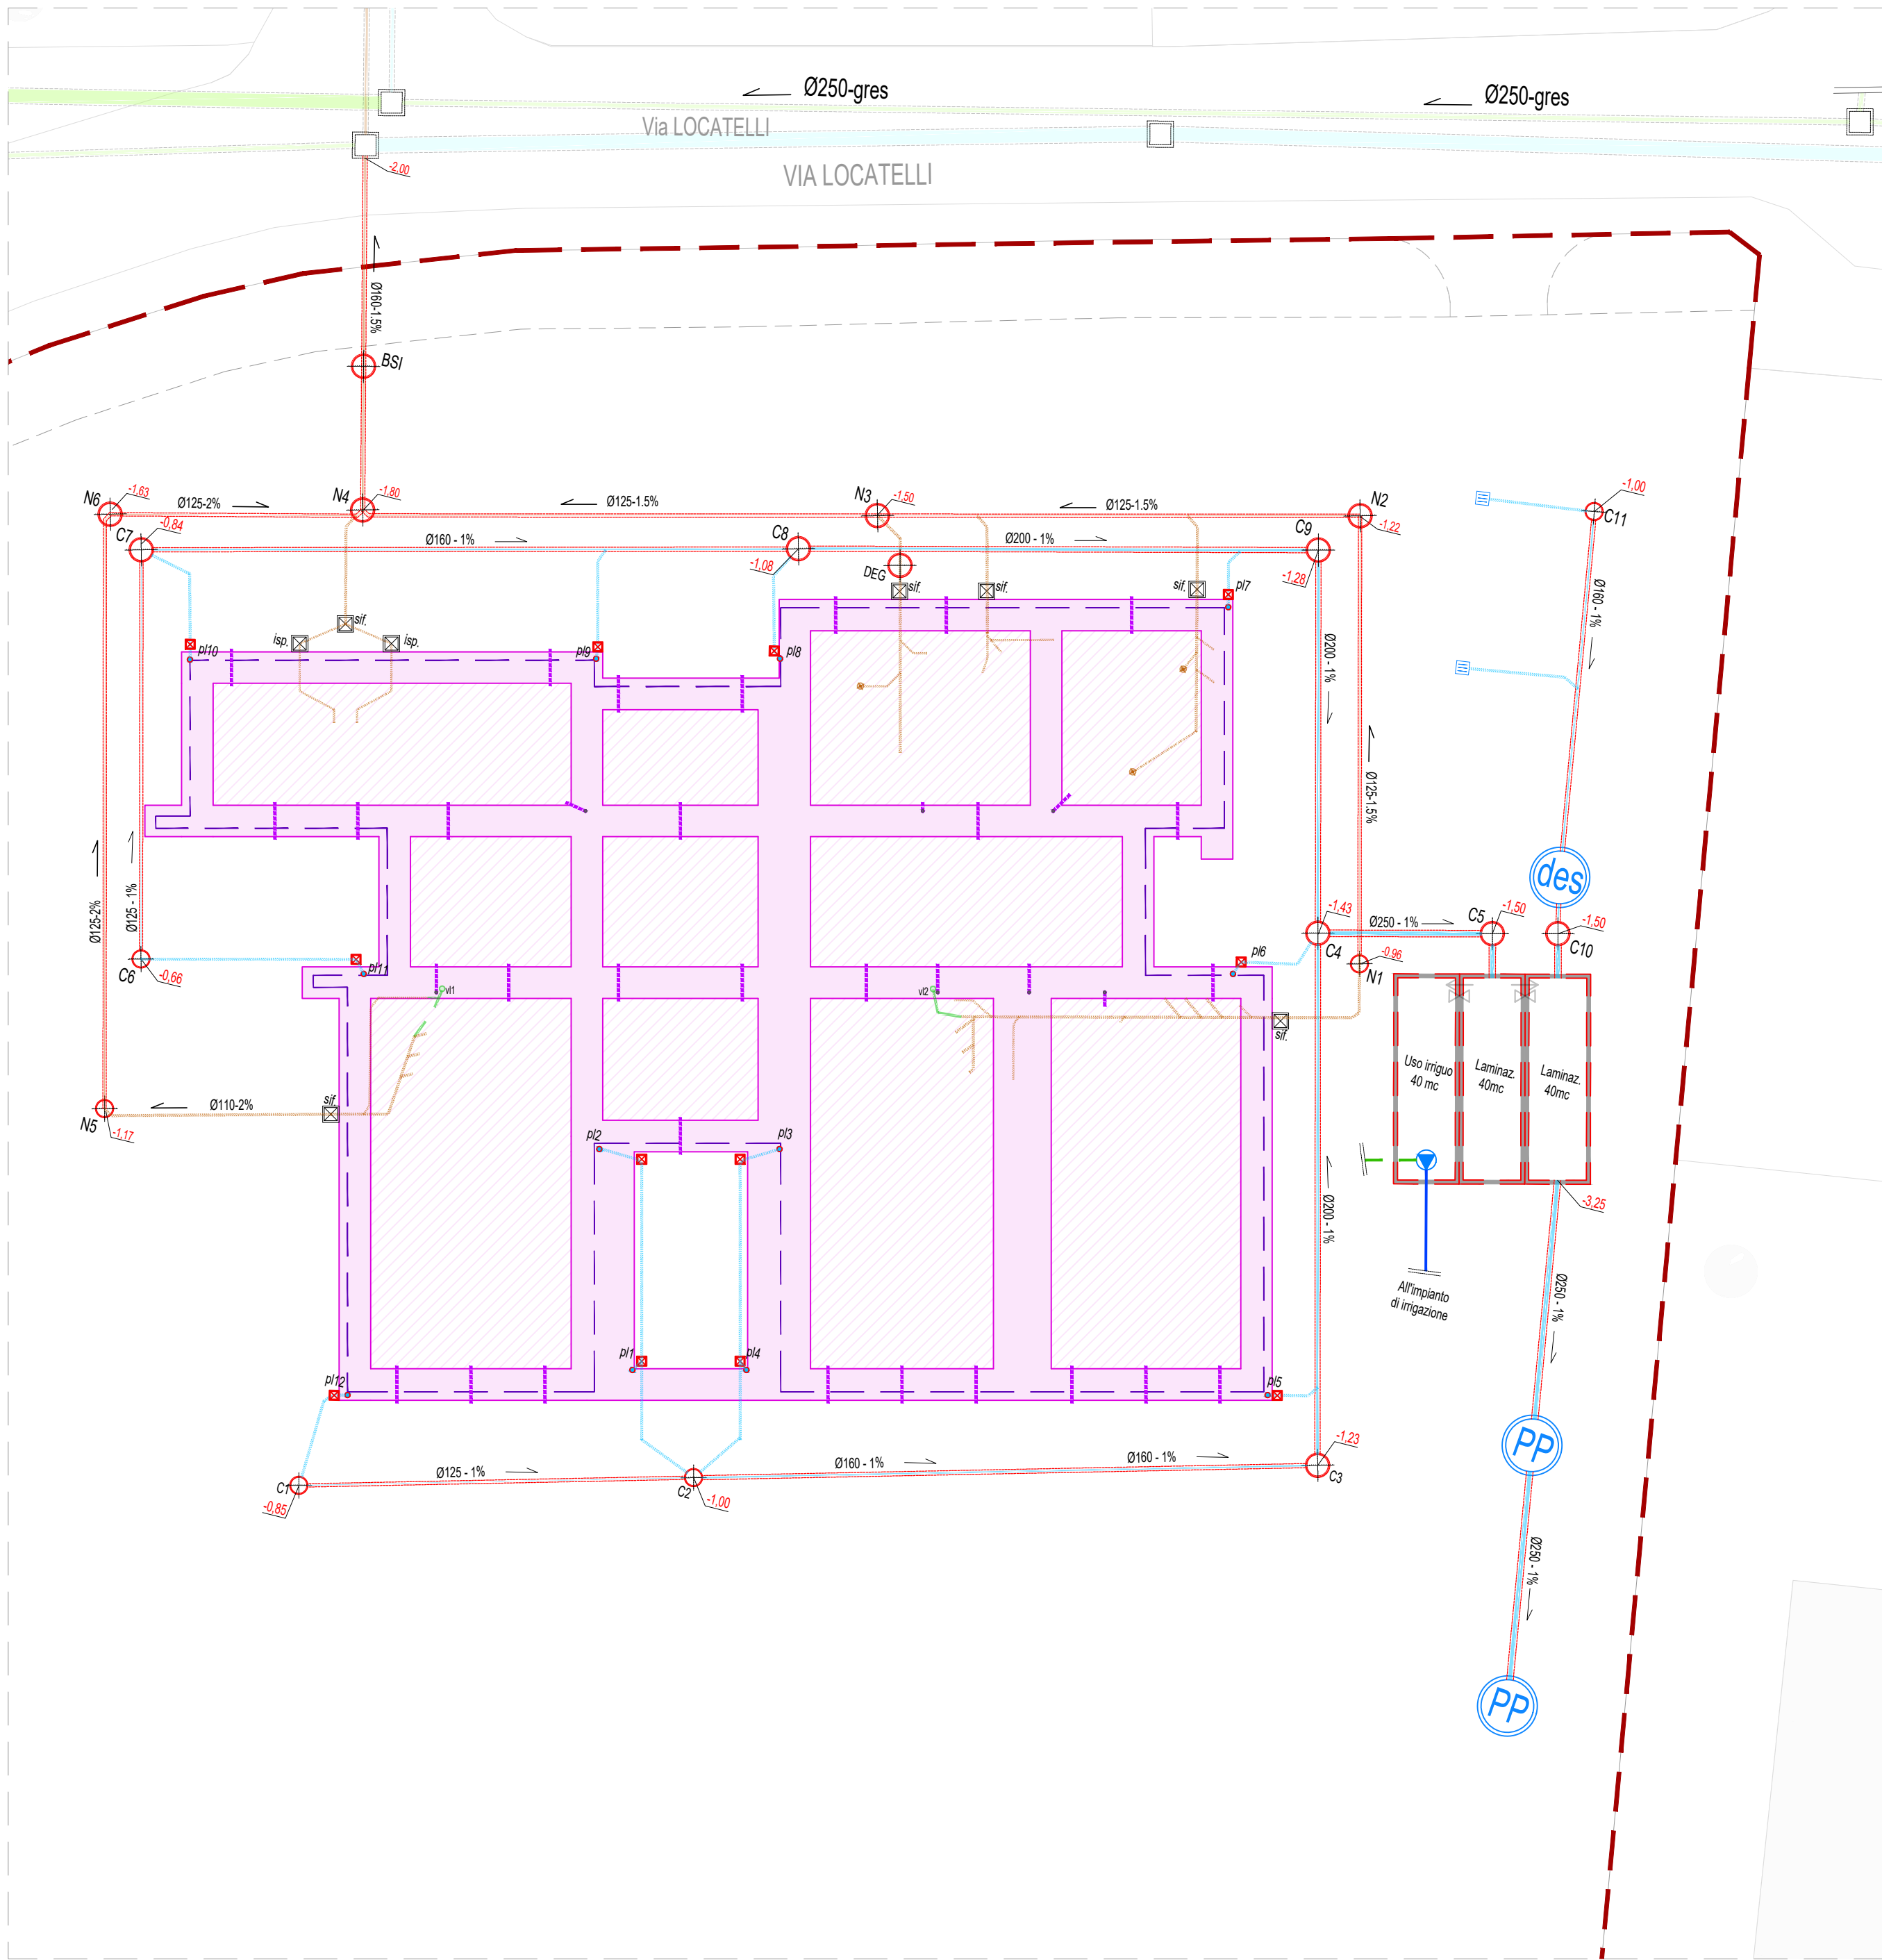 Ø250-gres
Ø250-gres
Via LOCATELLI
VIA LOCATELLI
-2,00
Ø160-1.5%
BSI
N6
-1,63
Ø125-2%
N4
-1,80
Ø125-1.5%
N3
-1,50
Ø125-1.5%
N2
-1,22
-1,00
C11
C7
-0,84
Ø160 - 1%
C8
-1,08
Ø200 - 1%
C9
-1,28
DEG
sif.
sif.
sif.
pl7
Ø160 - 1%
isp.
sif.
isp.
pl10
pl9
pl8
Ø200 - 1%
Ø125-1.5%
des
Ø125-2%
Ø125 - 1%
-1,43
C4
Ø250 - 1%
C5
-1,50
-1,50
C10
C6
-0,66
pl11
pl6
-0,96
N1
vl1
vl2
sif.
Uso irriguo
40 mc
Laminaz.
40mc
Laminaz.
40mc
N5
-1,17
Ø110-2%
sif.
pl2
pl3
Ø200 - 1%
-3,25
All'impianto
di irrigazione
Ø250 - 1%
pl1
pl4
pl12
pl5
PP
C1
-0,85
Ø125 - 1%
C2
-1,00
Ø160 - 1%
Ø160 - 1%
-1,23
C3
Ø250 - 1%
PP